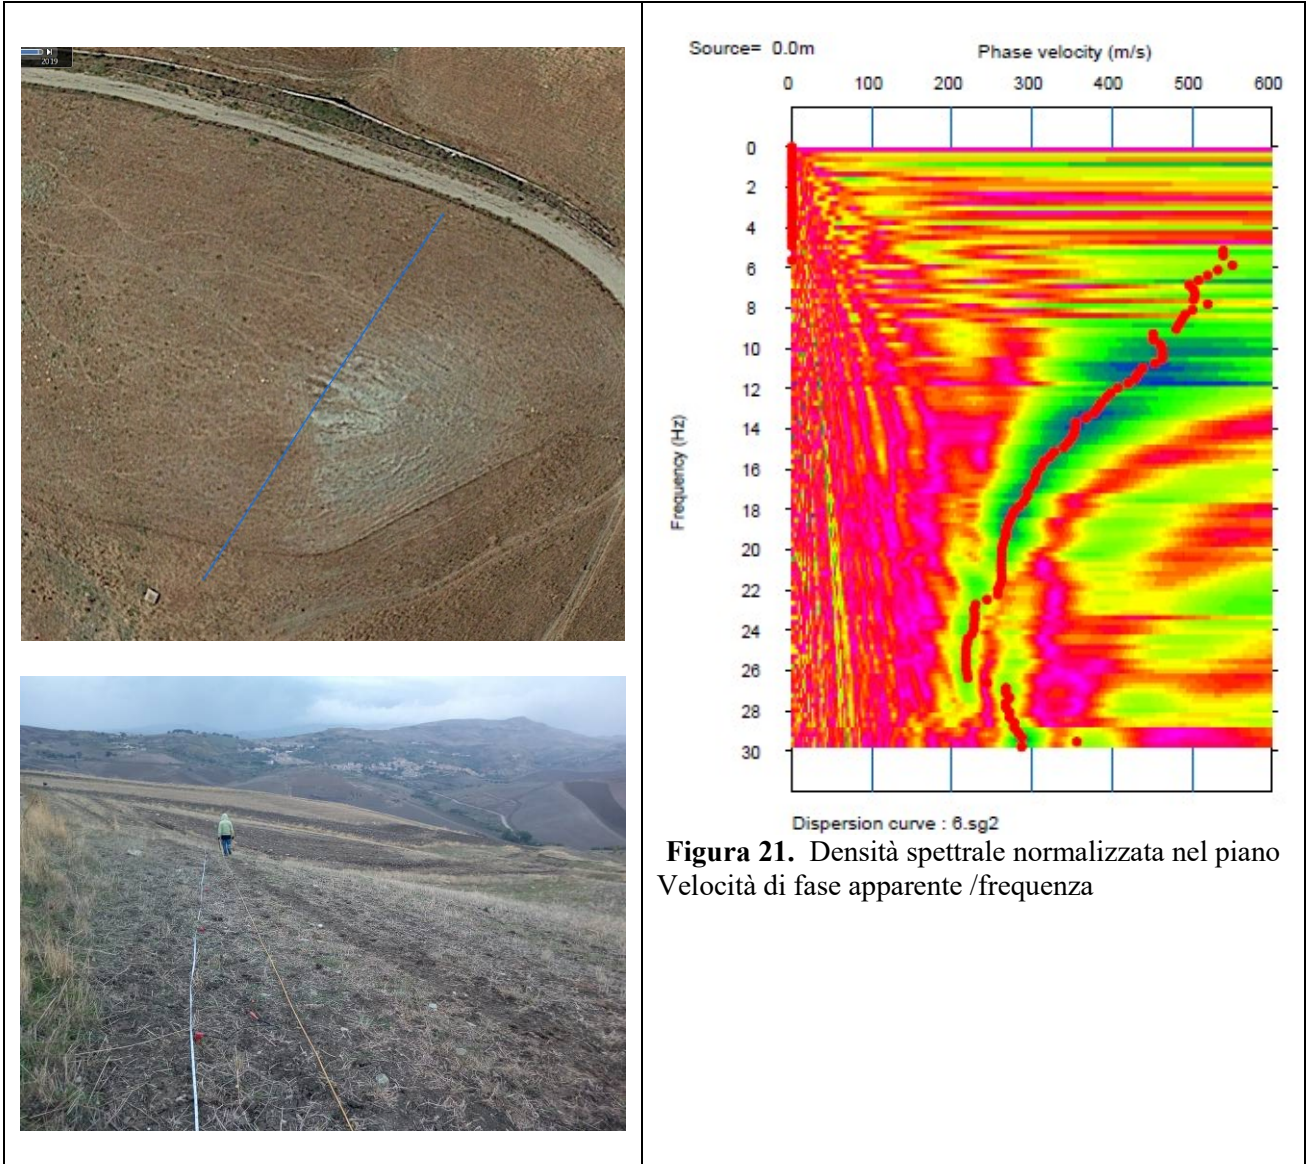 2019
Source= 0.0m
Phase velocity (m/s)
0 100 200 300 400 500 600
0
2
4
6
8
10
12
14
16
18
20
22
24
26
28
30
Frequency (Hz)
Dispersion curve : 6.sg2
Figura 21. Densità spettrale normalizzata nel piano
Velocità di fase apparente /frequenza